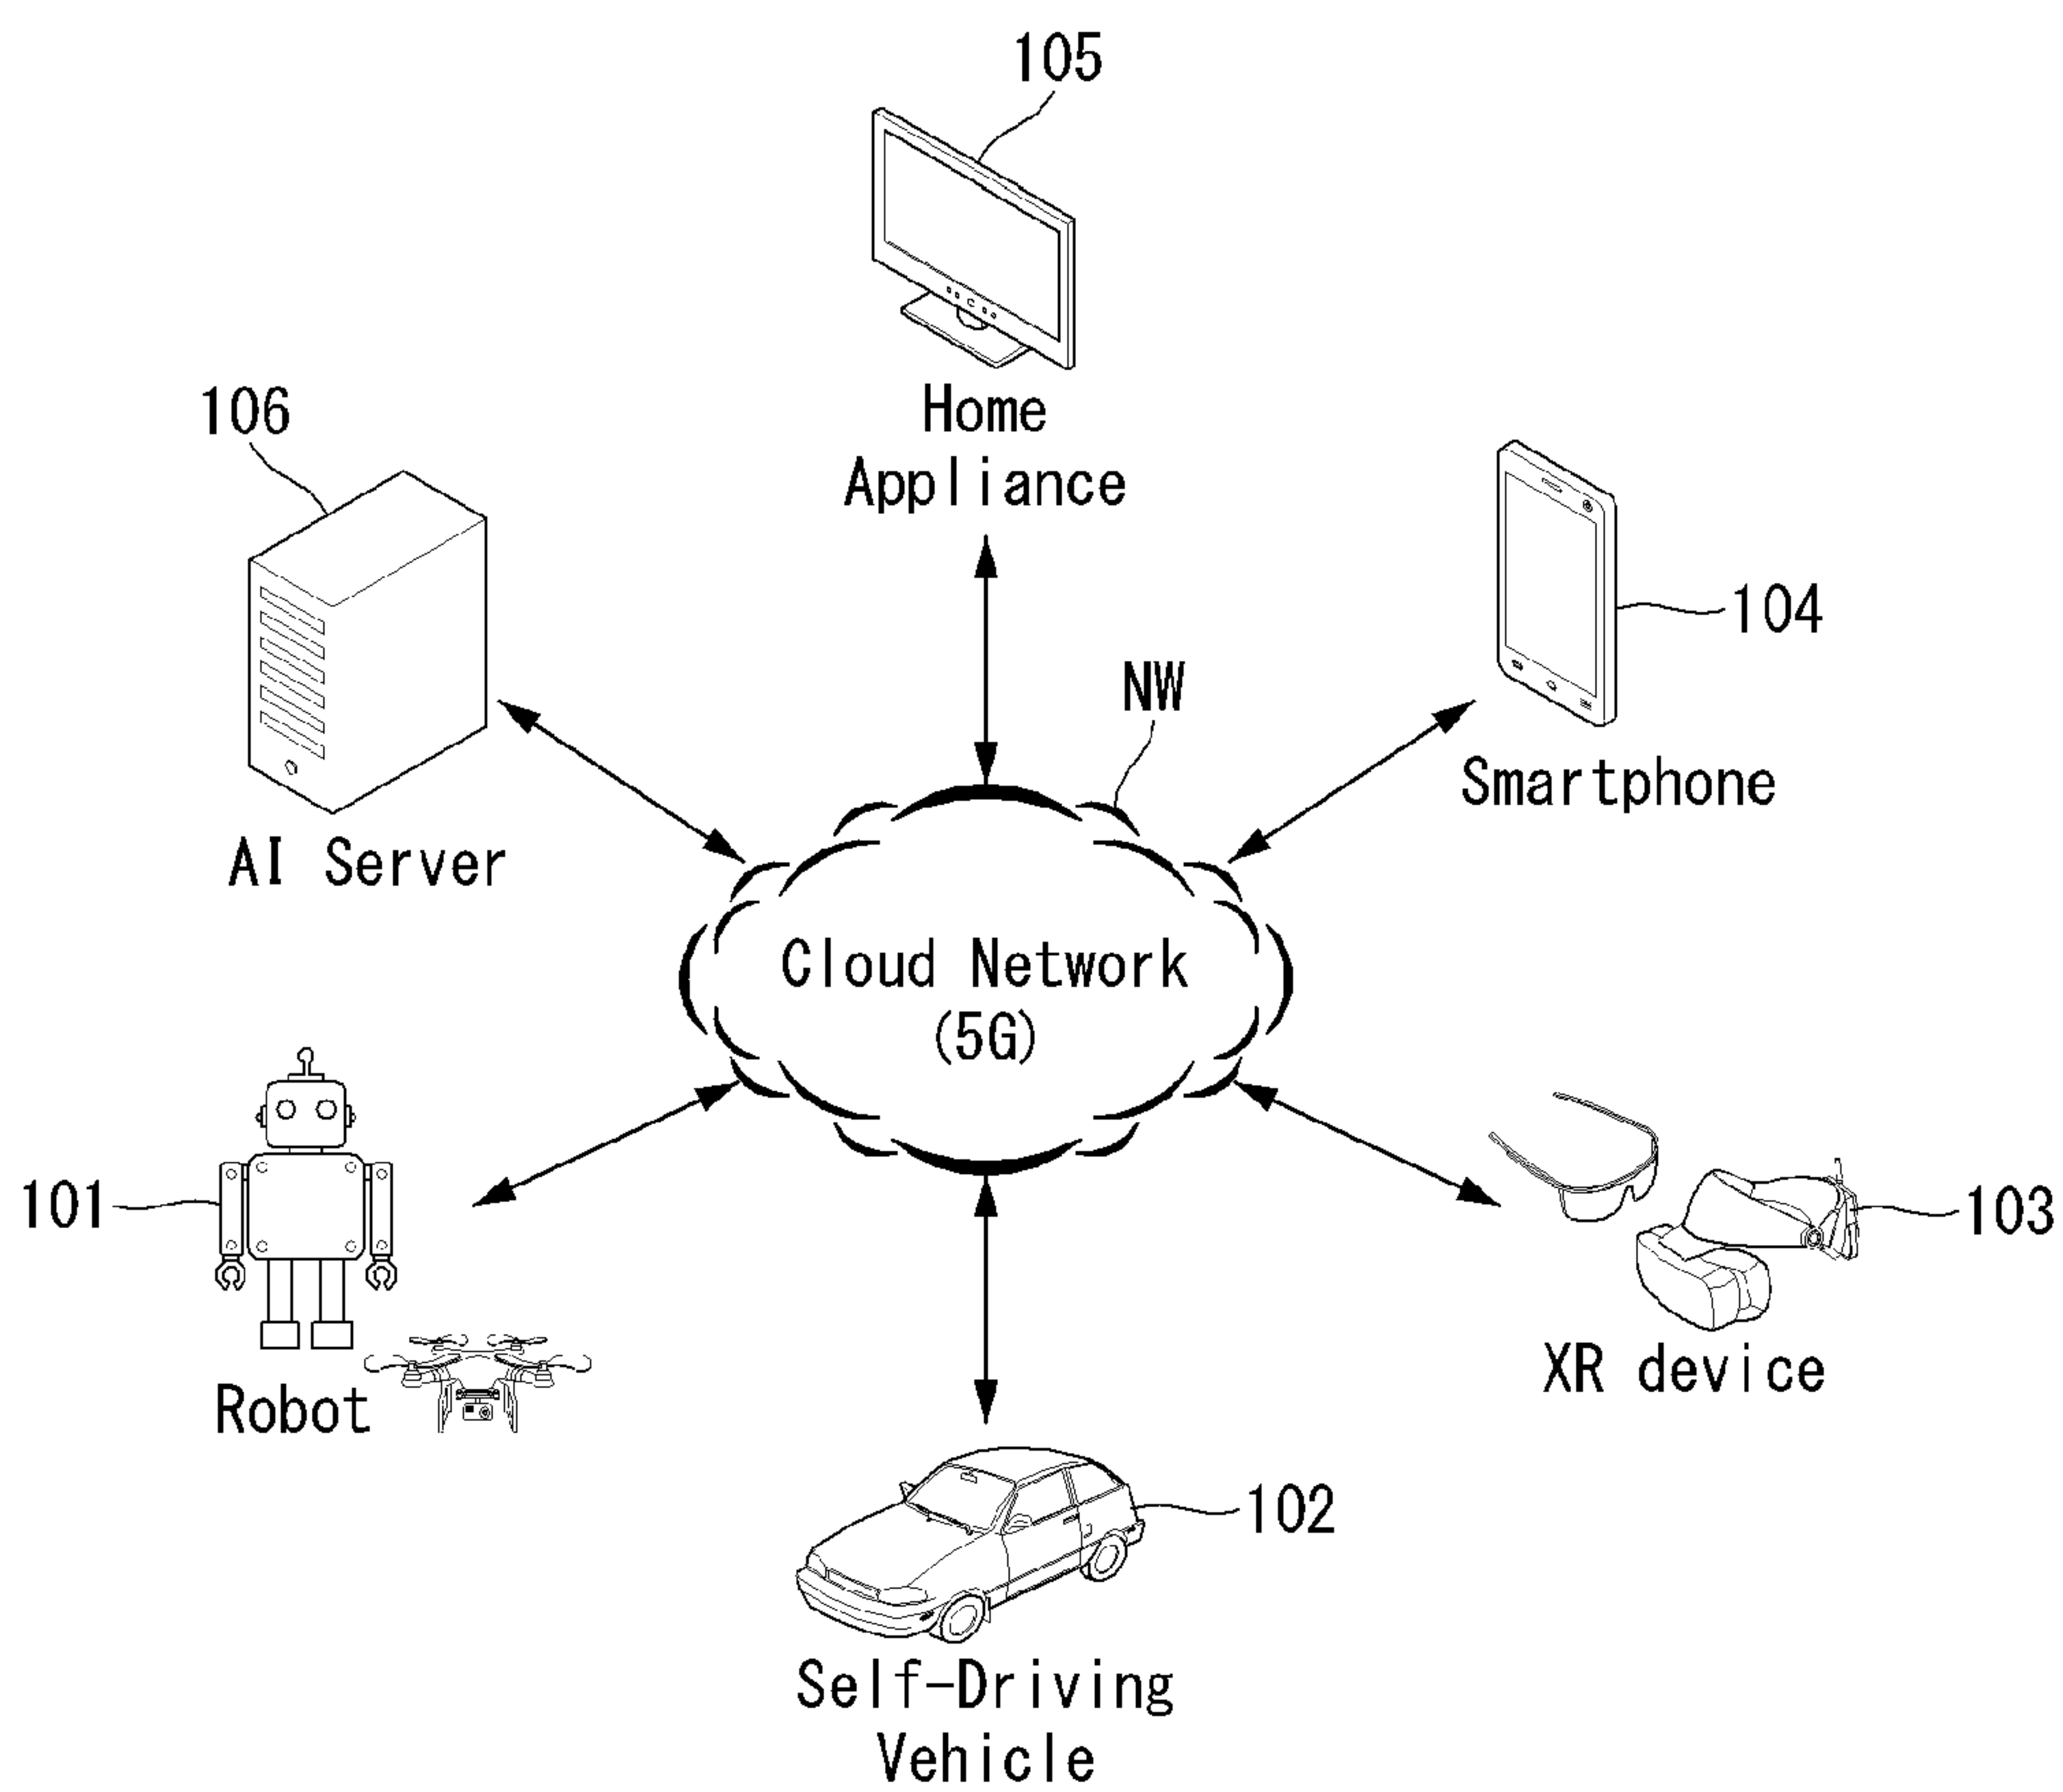 105
Home
Appliance
106
104
Smartphone
NW
AI Server
Cloud Network
(5G)
101
Robot
103
XR device
102
Self-Driving
Vehicle